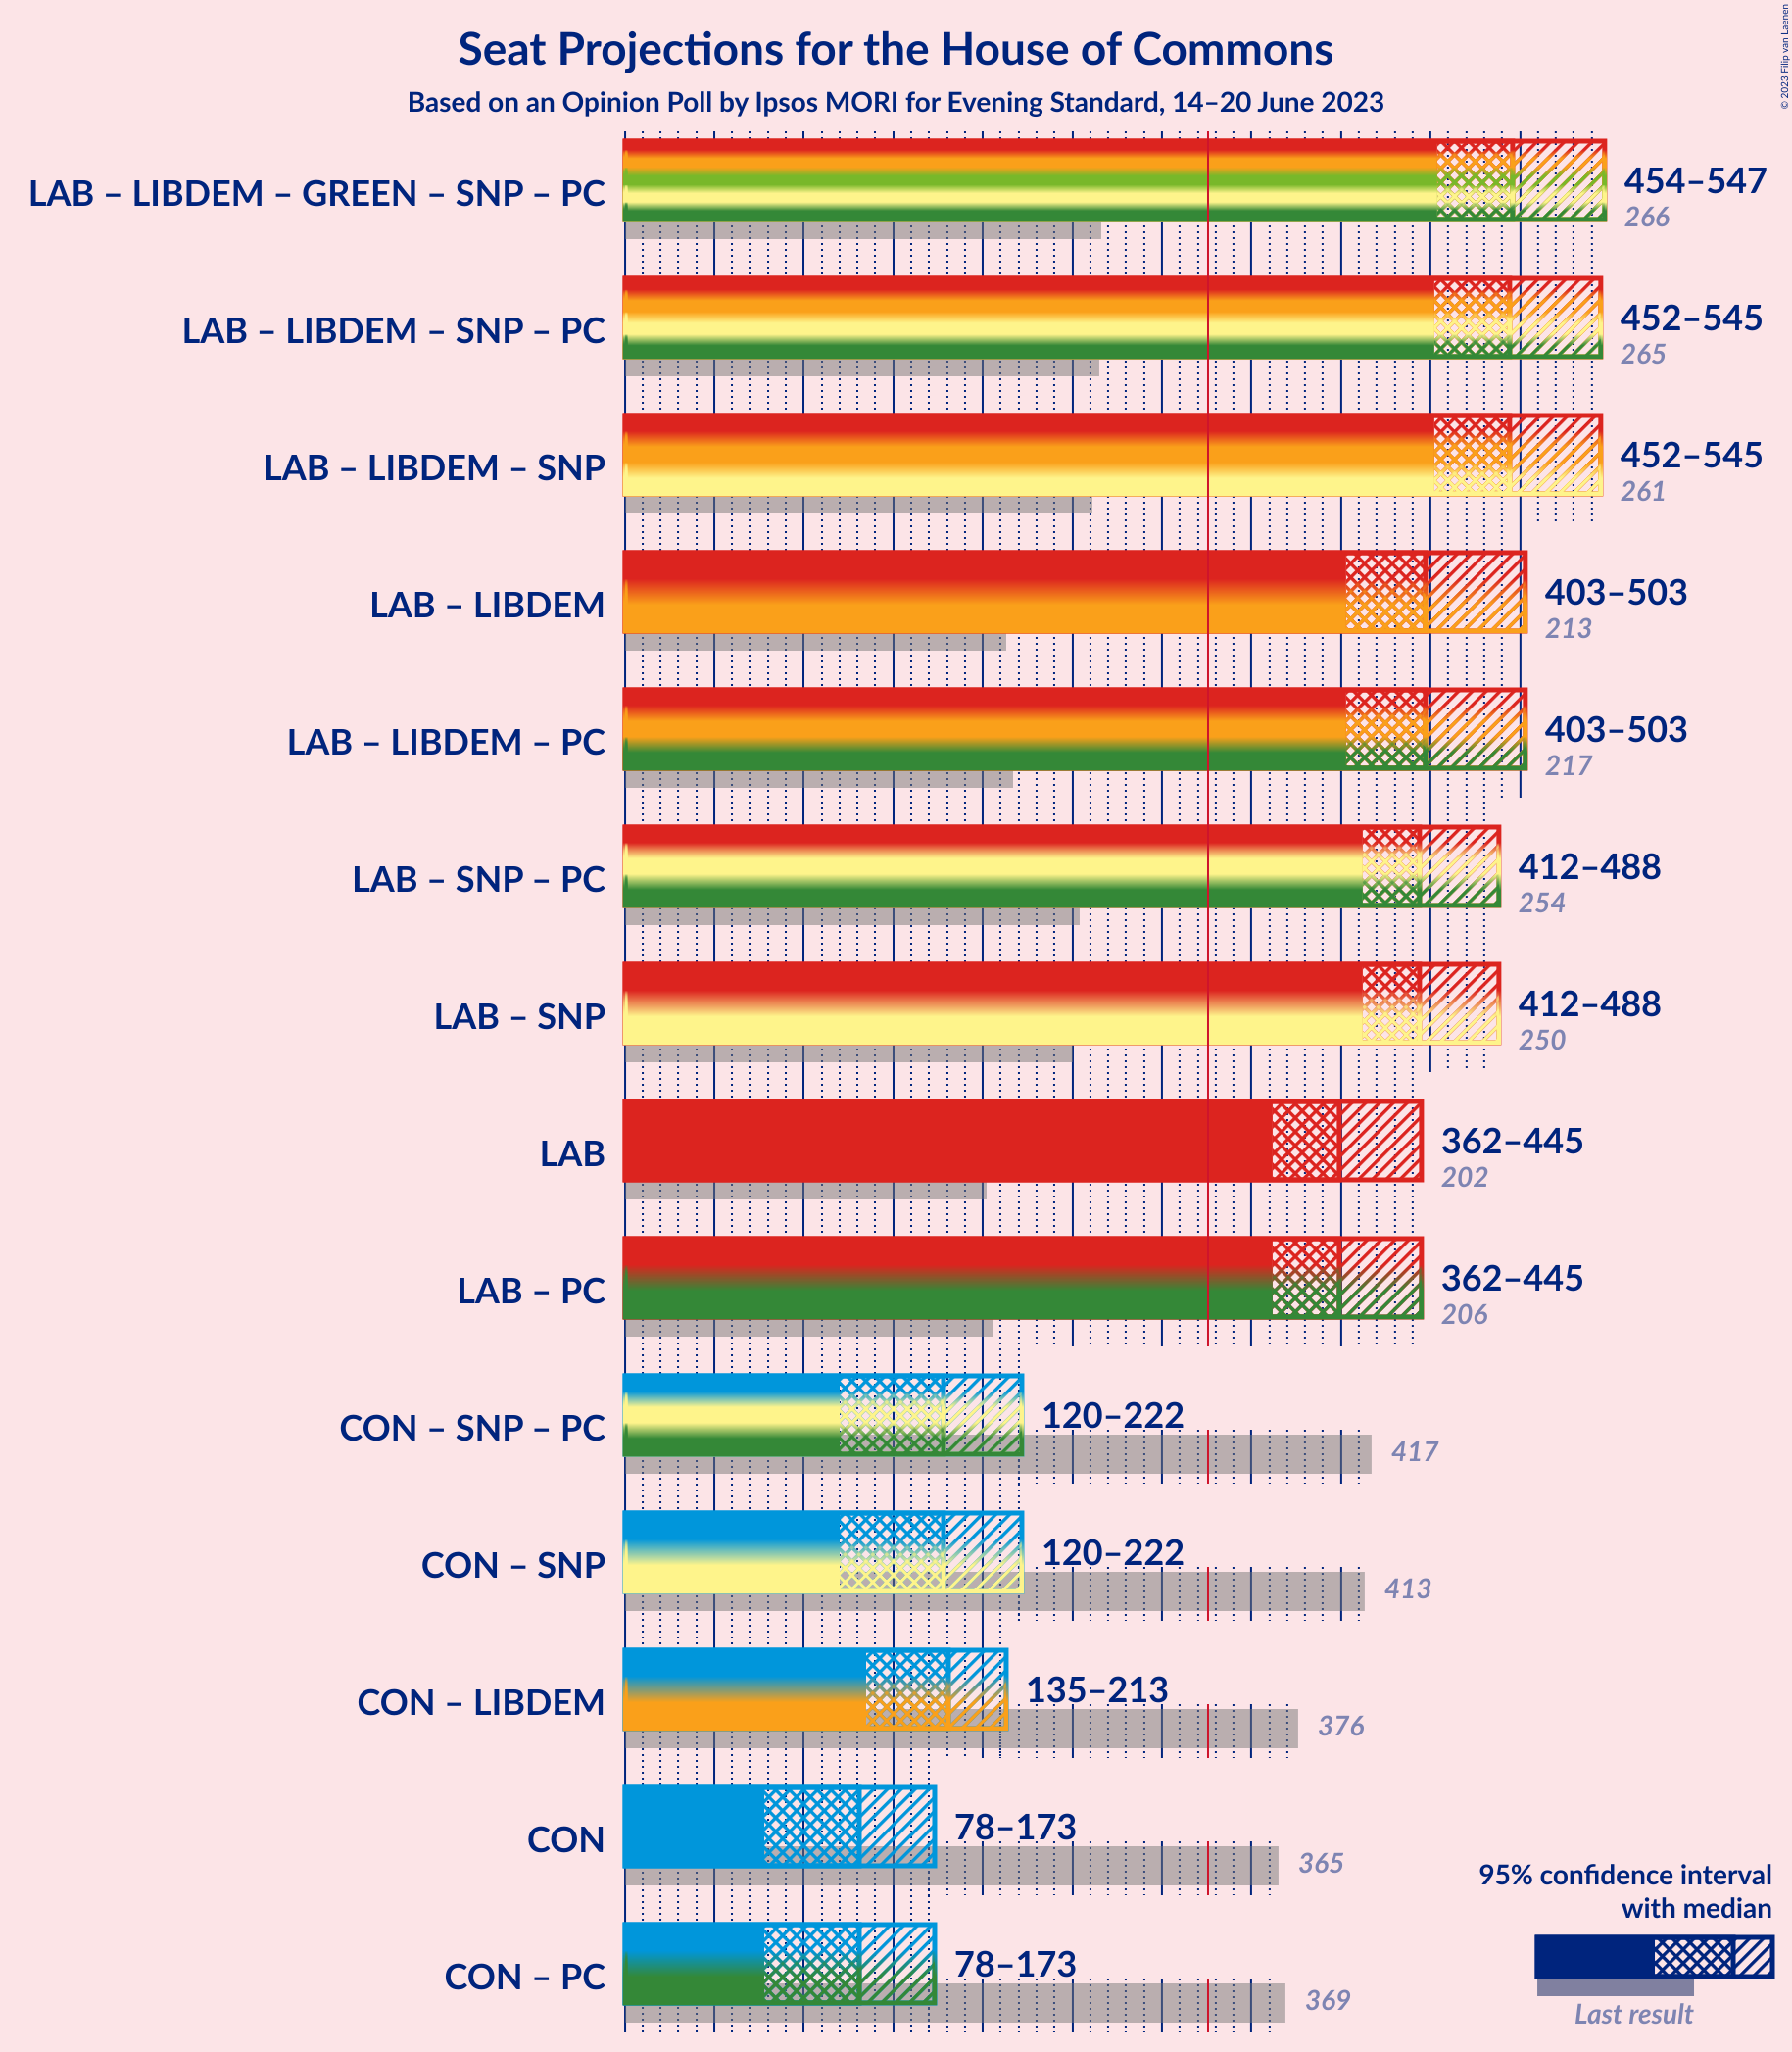 Seat Projections for the House of Commons
Based on an Opinion Poll by Ipsos MORI for Evening Standard, 14–20 June 2023
© 2023 Filip van Laenen
LAB – LIBDEM – GREEN – SNP – PC
454–547
266
LAB – LIBDEM – SNP – PC
452–545
265
LAB – LIBDEM – SNP
452–545
261
LAB – LIBDEM
403–503
213
LAB – LIBDEM – PC
403–503
217
LAB – SNP – PC
412–488
254
LAB – SNP
412–488
250
LAB
362–445
202
LAB – PC
362–445
206
CON – SNP – PC
120–222
417
CON – SNP
120–222
413
CON – LIBDEM
135–213
376
CON
78–173
365
CON – PC
78–173
369
95% confidence interval
with median
Last result